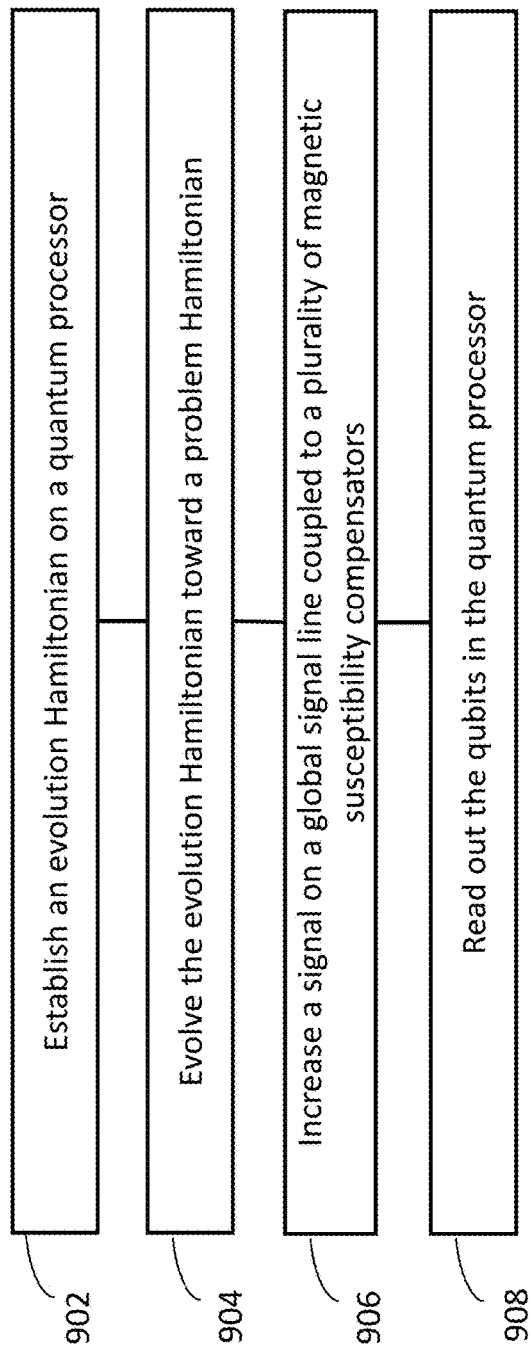 902
Establish an evolution Hamiltonian on a quantum processor
904
Evolve the evolution Hamiltonian toward a problem Hamiltonian
906
Increase a signal on a global signal line coupled to a plurality of magnetic
susceptibility compensators
908
Read out the qubits in the quantum processor